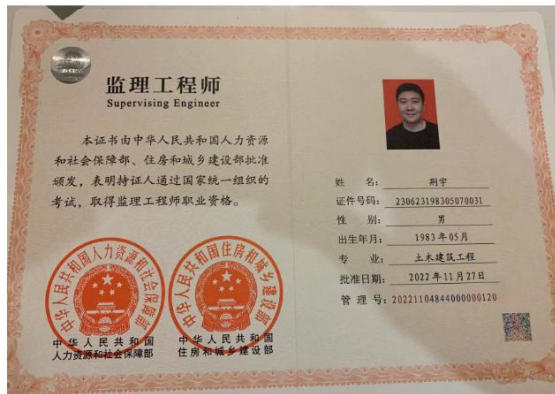 监理工程师
Supervising Engineer
本证书由中华人民共和国人力资源
和社会保障部、住房和城乡建设部批准
颁发，表明持证人通过国家统一组织的
考试，取得监理工程师职业资格。
中华人民共和国人力资源和社会保障部
中华人民共和国住房和城乡建设部
中华人民共和国
人力资源和社会保障部
中华人民共和国
住房和城乡建设部
姓 名：荆宇
证件号码：230623198305070031
性 别：男
出生年月：1983年05月
专 业：土木建筑工程
批准日期：2022年11月27日
管 理 号：20221104844000000120